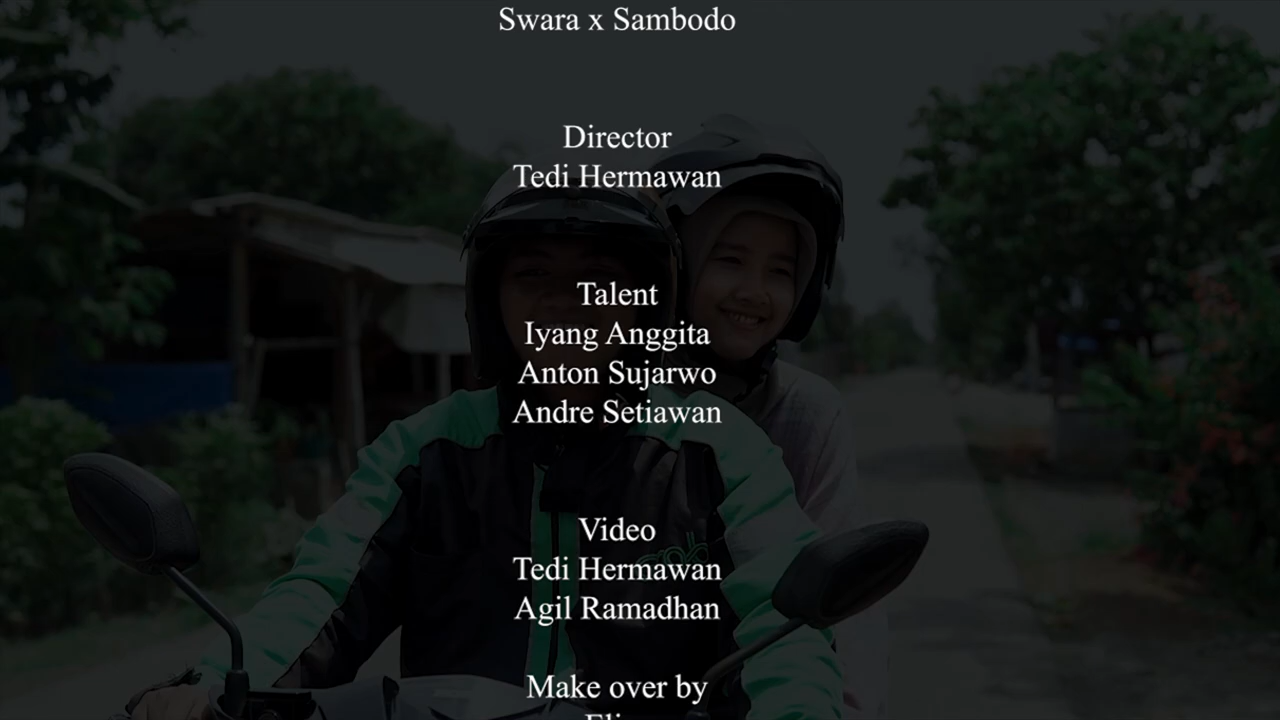 Swara x Sambodo
Director
Tedi Hermawan
Talent
Iyang Anggita
Anton Sujarwo
Andre Setiawan
Video
Tedi Hermawan
Agil Ramadhan
Make over by